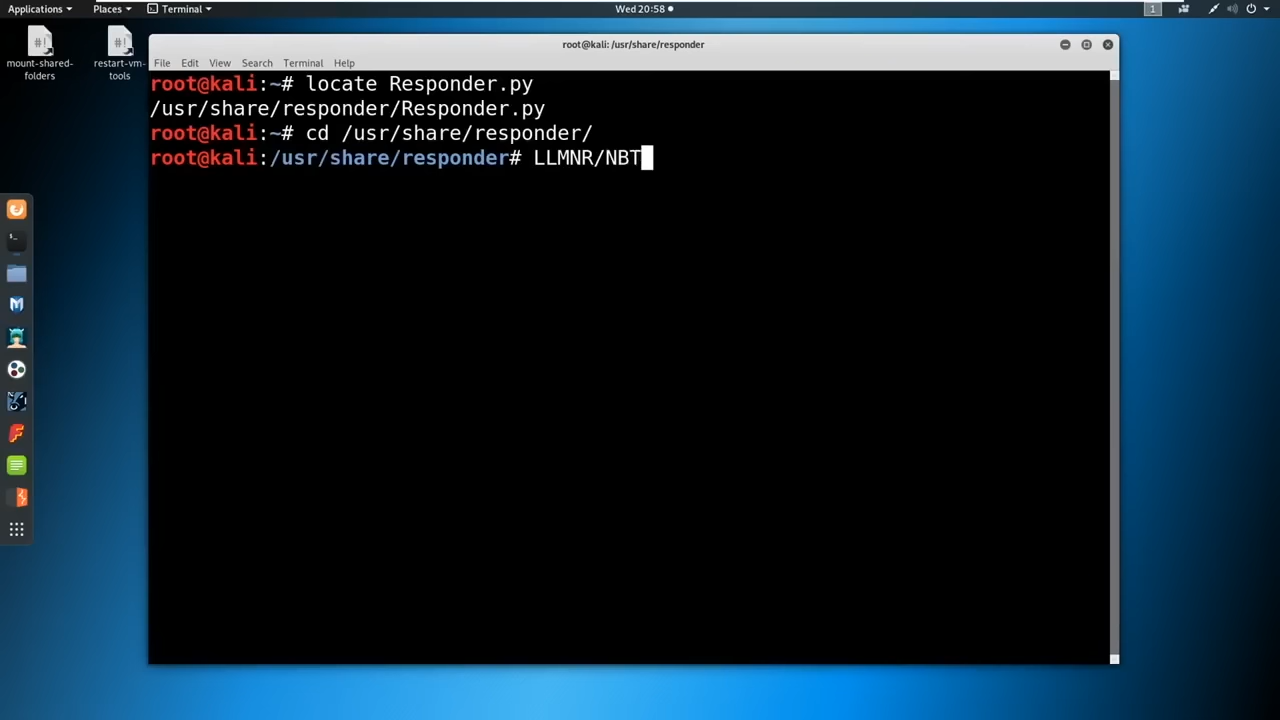 Applications Places Terminal Wed 20:58 1
mount-shared-folders
restart-vm-tools
root@kali: /usr/share/responder
File Edit View Search Terminal Help
root@kali:~# locate Responder.py
/usr/share/responder/Responder.py
root@kali:~# cd /usr/share/responder/
root@kali:/usr/share/responder# LLMNR/NBT